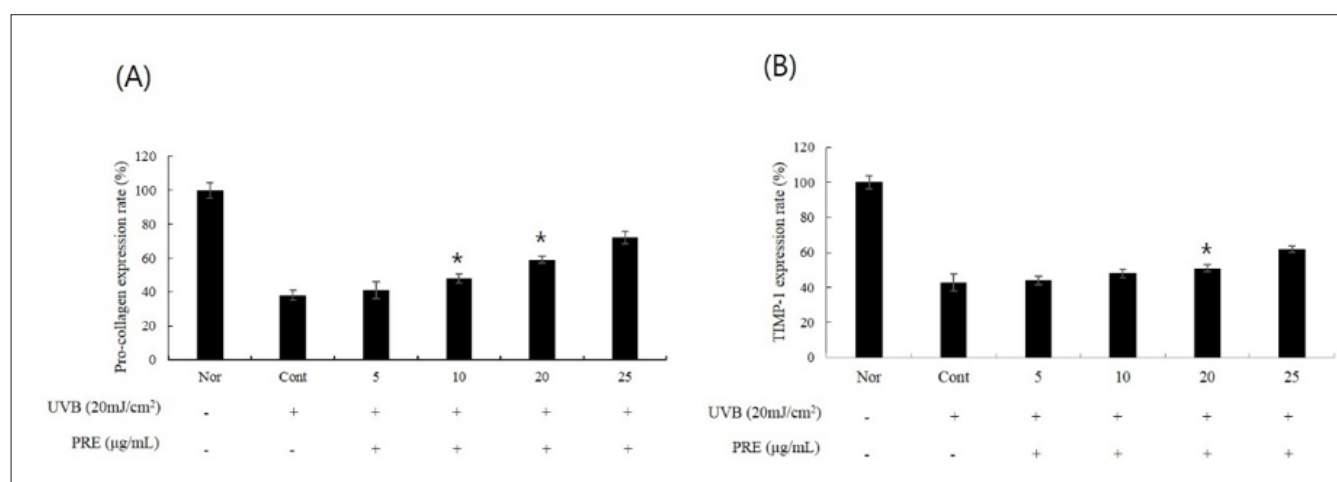 (A)
Pro-collagen expression rate (%)
120
100
80
60
40
20
0
*
*
Nor Cont 5 10 20 25
UVB (20mJ/cm²) - + + + + +
PRE (µg/mL) - - + + + +
(B)
TIMP-1 expression rate (%)
120
100
80
60
40
20
0
*
Nor Cont 5 10 20 25
UVB (20mJ/cm²) - + + + + +
PRE (µg/mL) - - + + + +